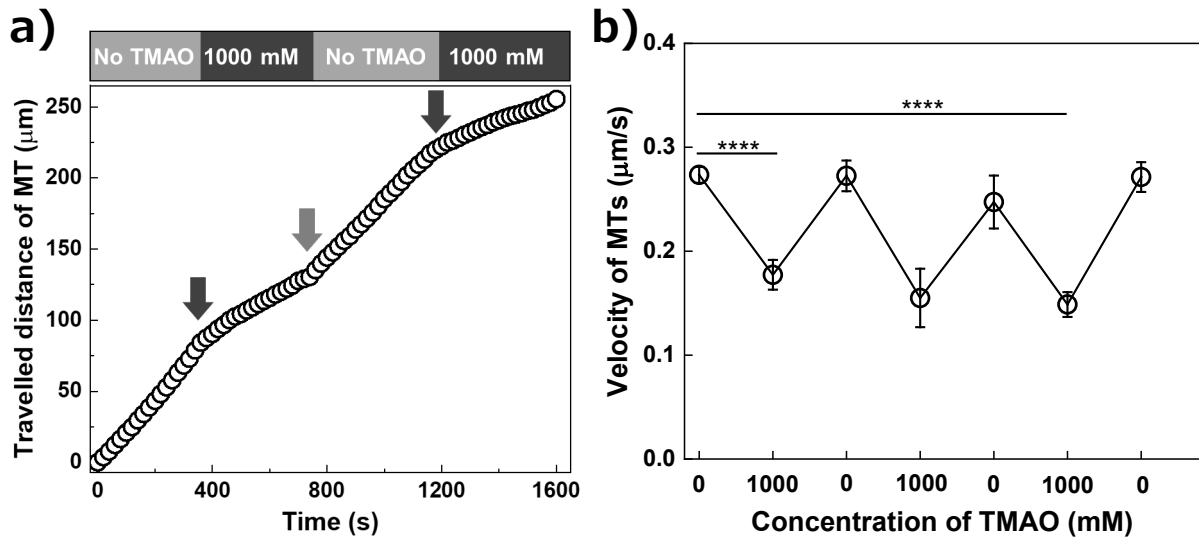 a)
No TMAO 1000 mM No TMAO 1000 mM
250
200
150
100
50
0
Travelled distance of MT (μm)
0 400 800 1200 1600
Time (s)
b)
0.4
0.3
0.2
0.1
0.0
Velocity of MTs (μm/s)
****
****
0 1000 0 1000 0 1000 0
Concentration of TMAO (mM)